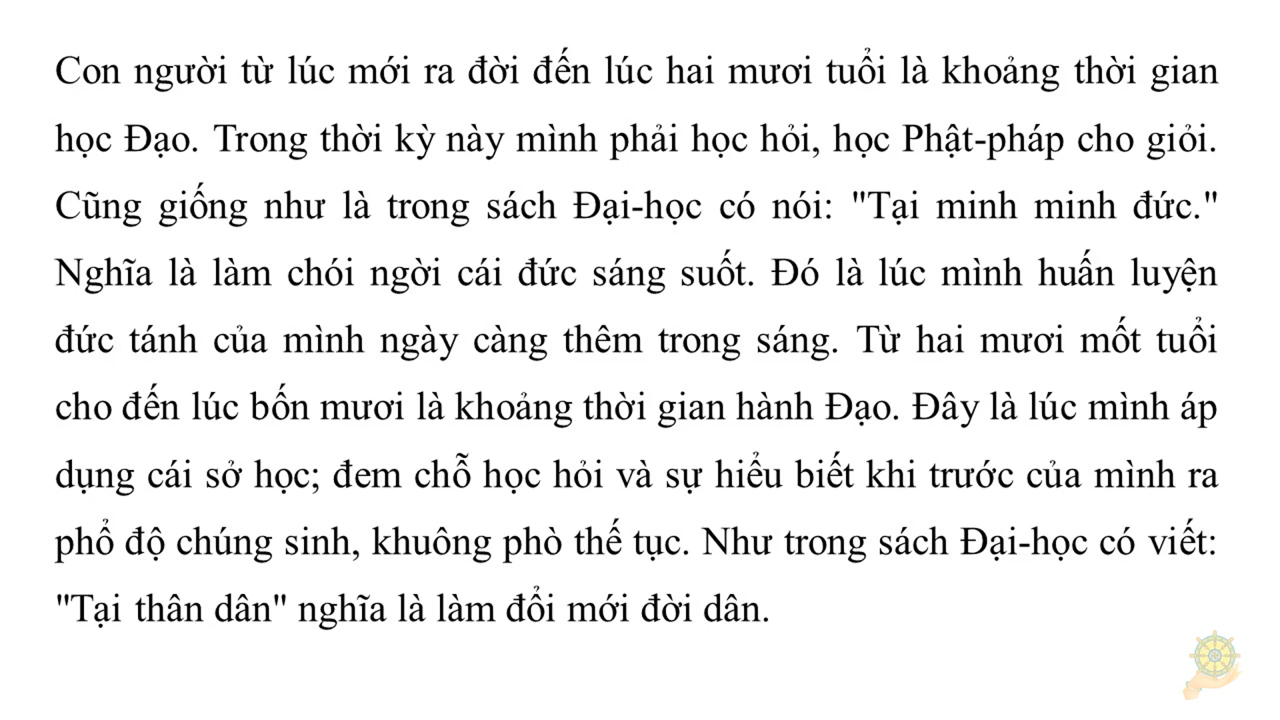 Con người từ lúc mới ra đời đến lúc hai mươi tuổi là khoảng thời gian
học Đạo. Trong thời kỳ này mình phải học hỏi, học Phật-pháp cho giỏi.
Cũng giống như là trong sách Đại-học có nói: "Tại minh minh đức."
Nghĩa là làm chói ngời cái đức sáng suốt. Đó là lúc mình huấn luyện
đức tánh của mình ngày càng thêm trong sáng. Từ hai mươi mốt tuổi
cho đến lúc bốn mươi là khoảng thời gian hành Đạo. Đây là lúc mình áp
dụng cái sở học; đem chỗ học hỏi và sự hiểu biết khi trước của mình ra
phổ độ chúng sinh, khuông phò thế tục. Như trong sách Đại-học có viết:
"Tại thân dân" nghĩa là làm đổi mới đời dân.